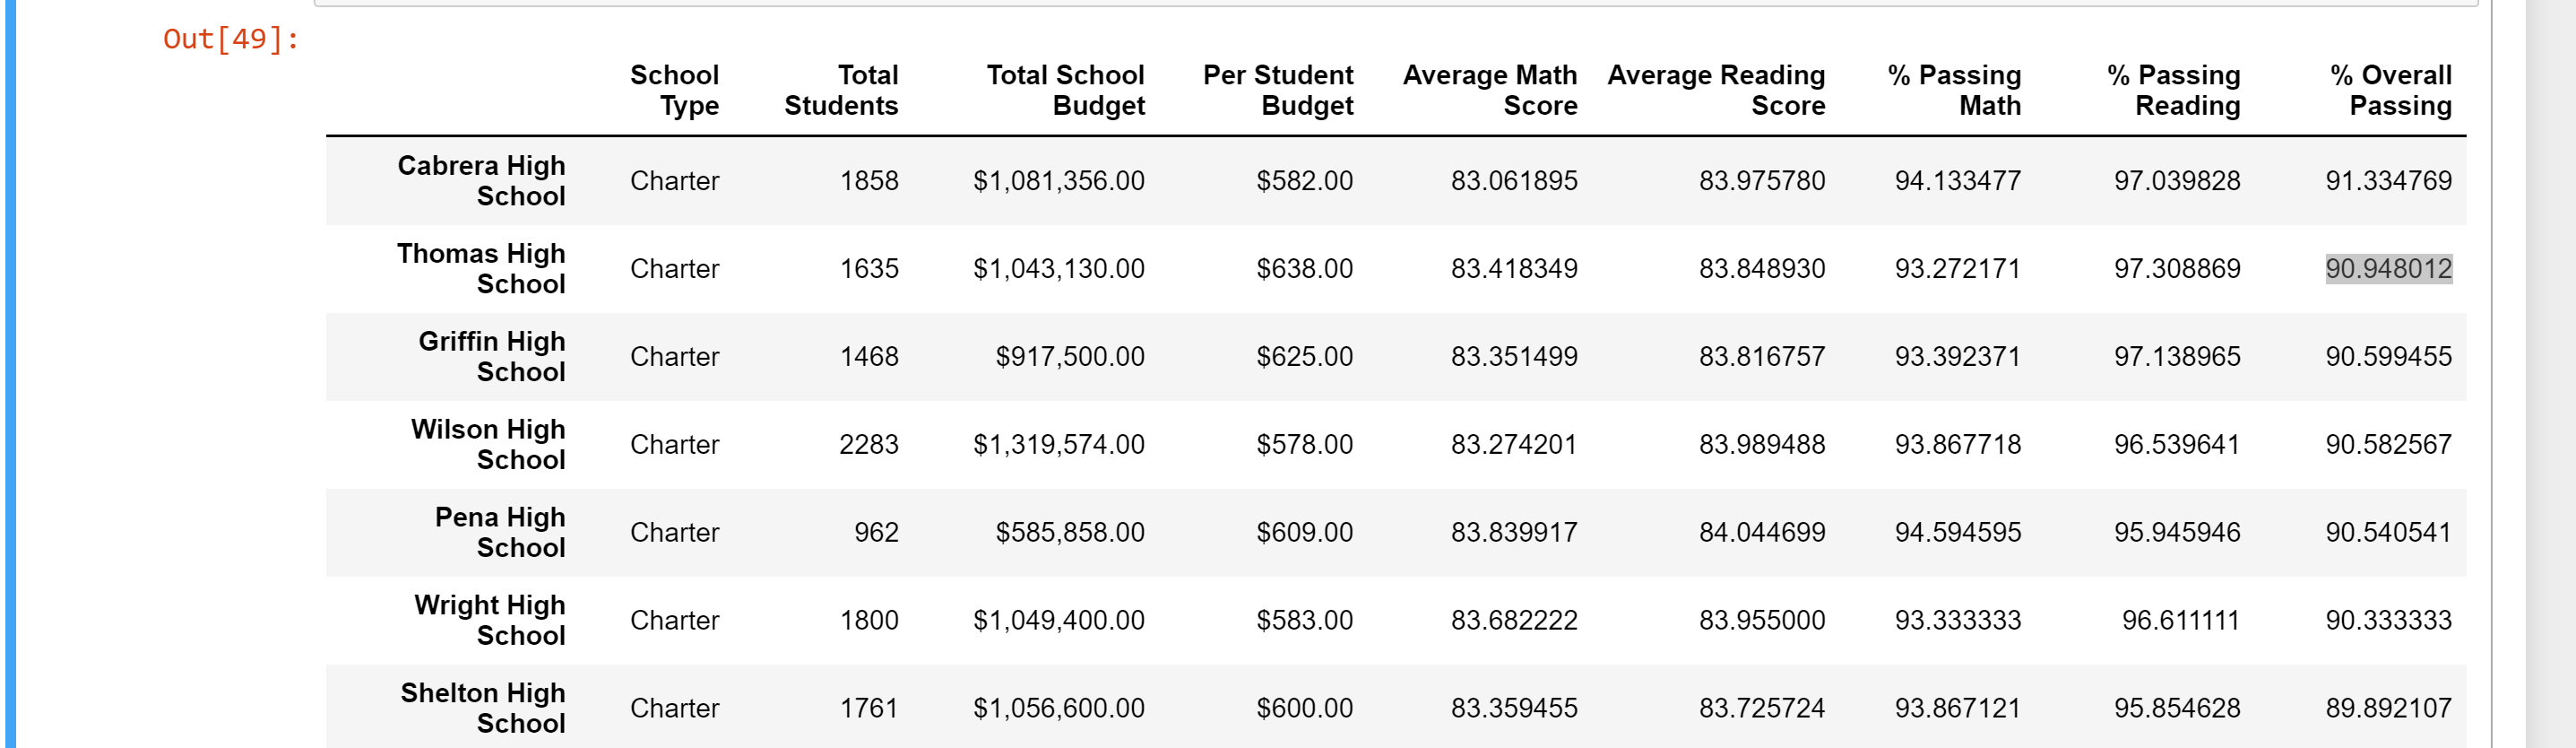 Out[49]:
School Type Total Students Total School Budget Per Student Budget Average Math Score Average Reading Score % Passing Math % Passing Reading % Overall Passing
Cabrera High School Charter 1858 $1,081,356.00 $582.00 83.061895 83.975780 94.133477 97.039828 91.334769
Thomas High School Charter 1635 $1,043,130.00 $638.00 83.418349 83.848930 93.272171 97.308869 90.948012
Griffin High School Charter 1468 $917,500.00 $625.00 83.351499 83.816757 93.392371 97.138965 90.599455
Wilson High School Charter 2283 $1,319,574.00 $578.00 83.274201 83.989488 93.867718 96.539641 90.582567
Pena High School Charter 962 $585,858.00 $609.00 83.839917 84.044699 94.594595 95.945946 90.540541
Wright High School Charter 1800 $1,049,400.00 $583.00 83.682222 83.955000 93.333333 96.611111 90.333333
Shelton High School Charter 1761 $1,056,600.00 $600.00 83.359455 83.725724 93.867121 95.854628 89.892107